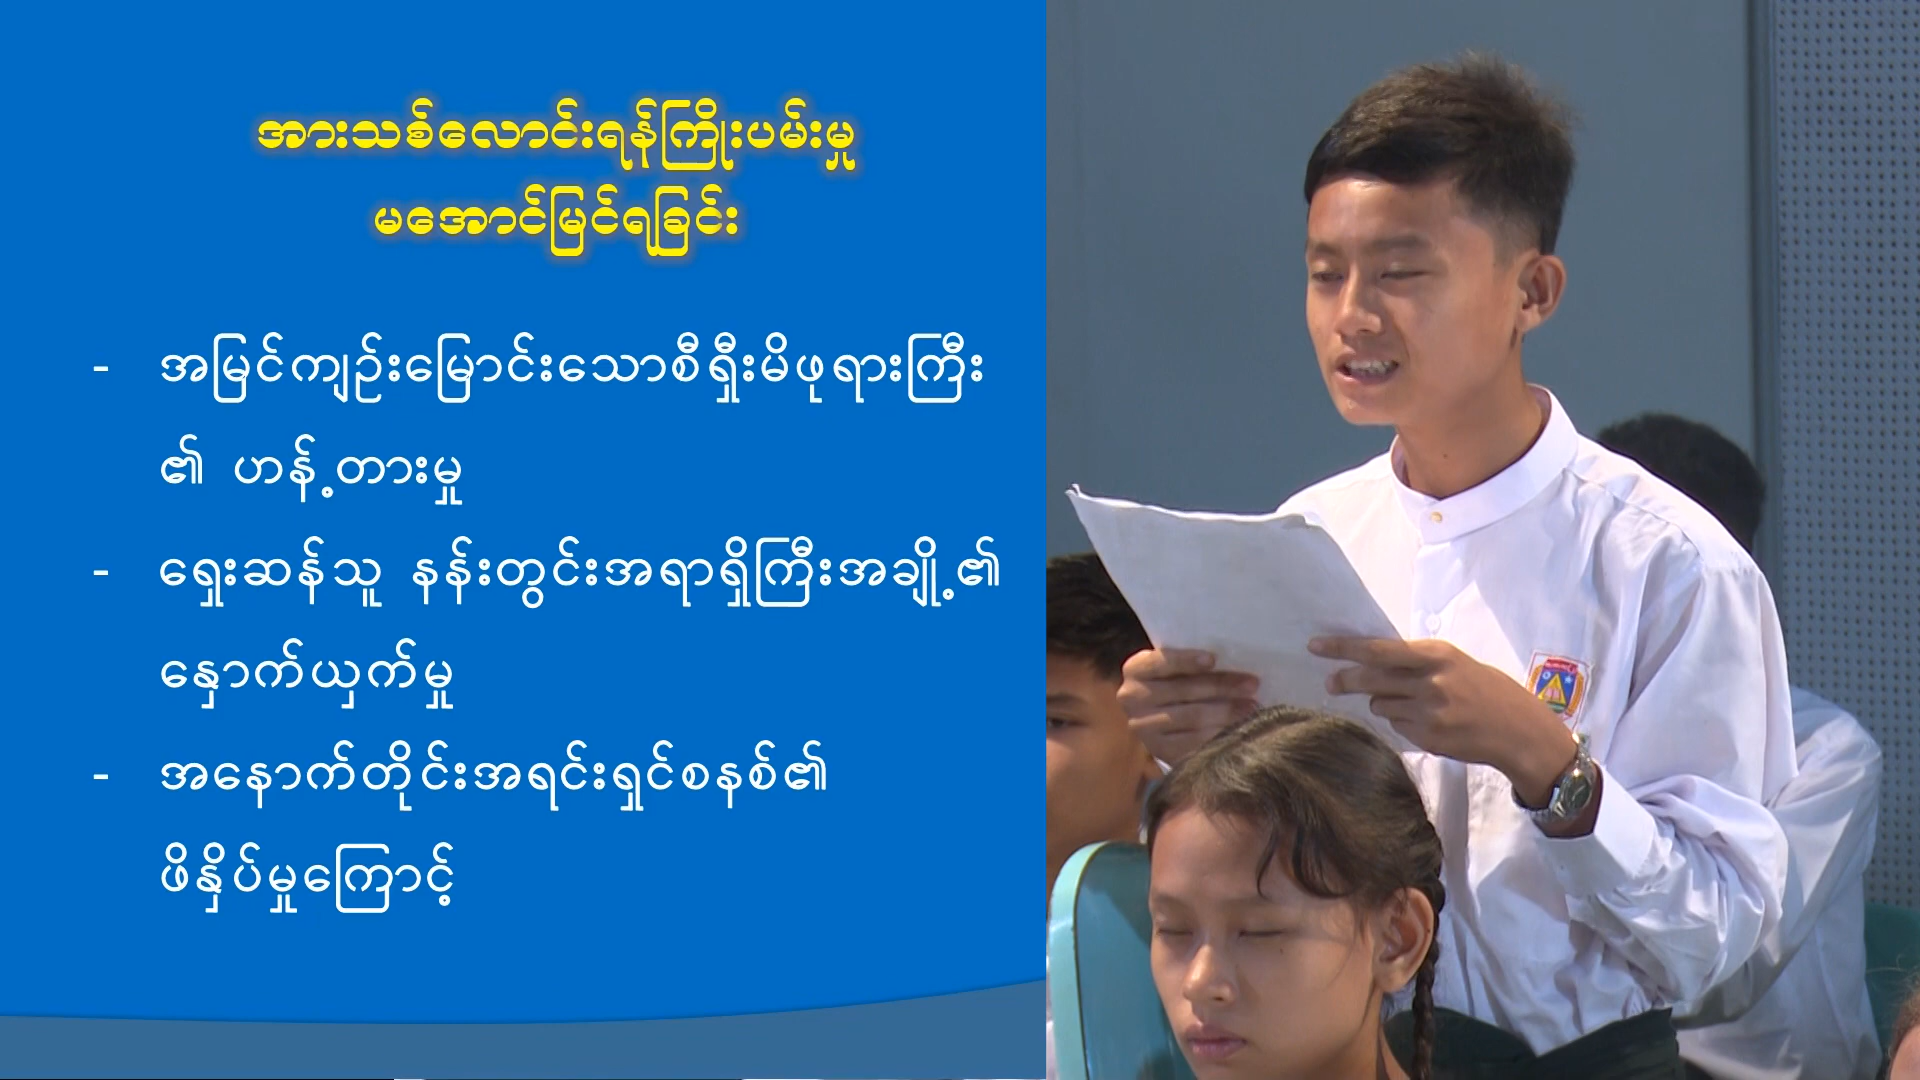 အားသစ်လောင်းရန်ကြိုးပမ်းမှု
မအောင်မြင်ရခြင်း
- အမြင်ကျဉ်းမြောင်းသောစီရှီးမိဖုရားကြီး
၏ ဟန့်တားမှု
- ရှေးဆန်သူ နန်းတွင်းအရာရှိကြီးအချို့၏
နှောက်ယှက်မှု
- အနောက်တိုင်းအရင်းရှင်စနစ်၏
ဖိနှိပ်မှုကြောင့်